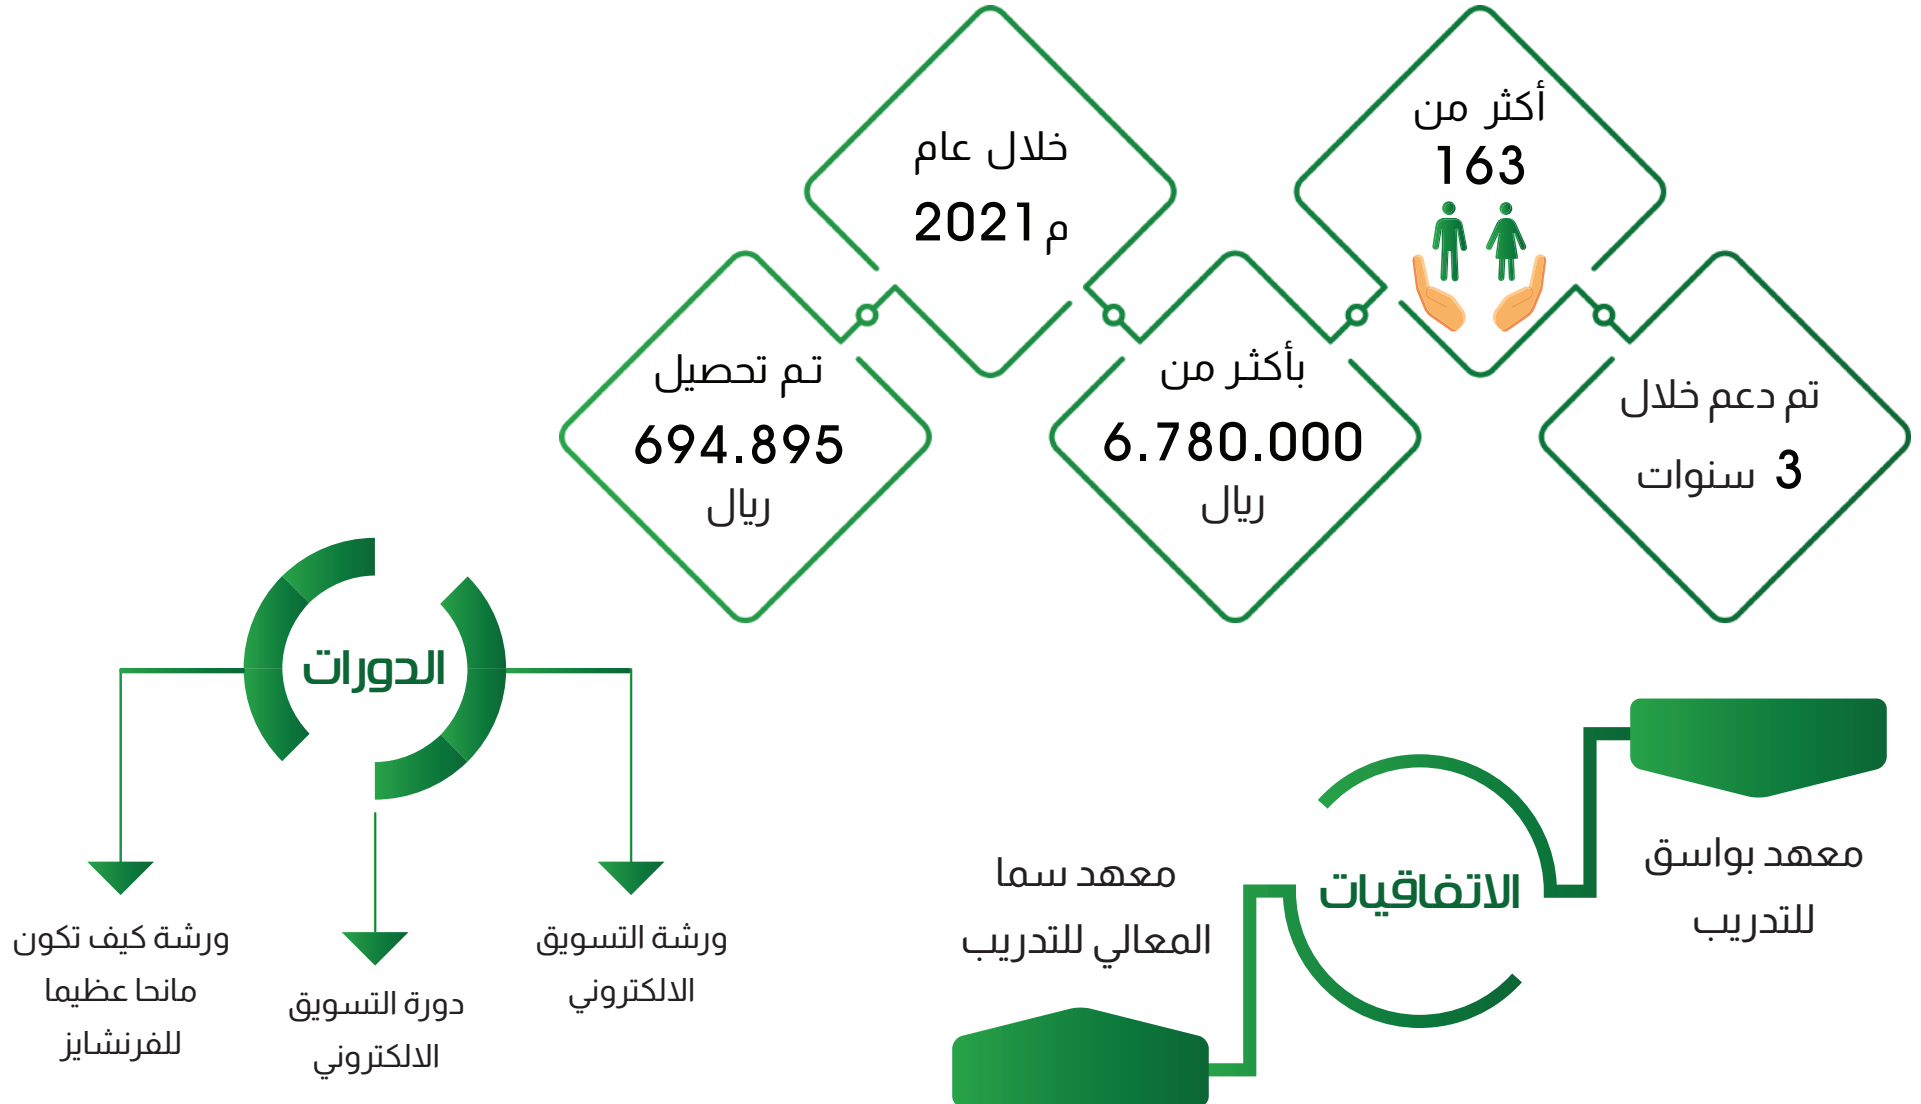 تم دعم خلال
3 سنوات
أكثر من
163
بأكثر من
6.780.000
ريال
خلال عام
2021م
تم تحصيل
694.895
ريال
الاتفاقيات
معهد بواسق
للتدريب
معهد سما
المعالي للتدريب
الدورات
ورشة التسويق
الالكتروني
دورة التسويق
الالكتروني
ورشة كيف تكون
مانحا عظيما
للفرنشايز